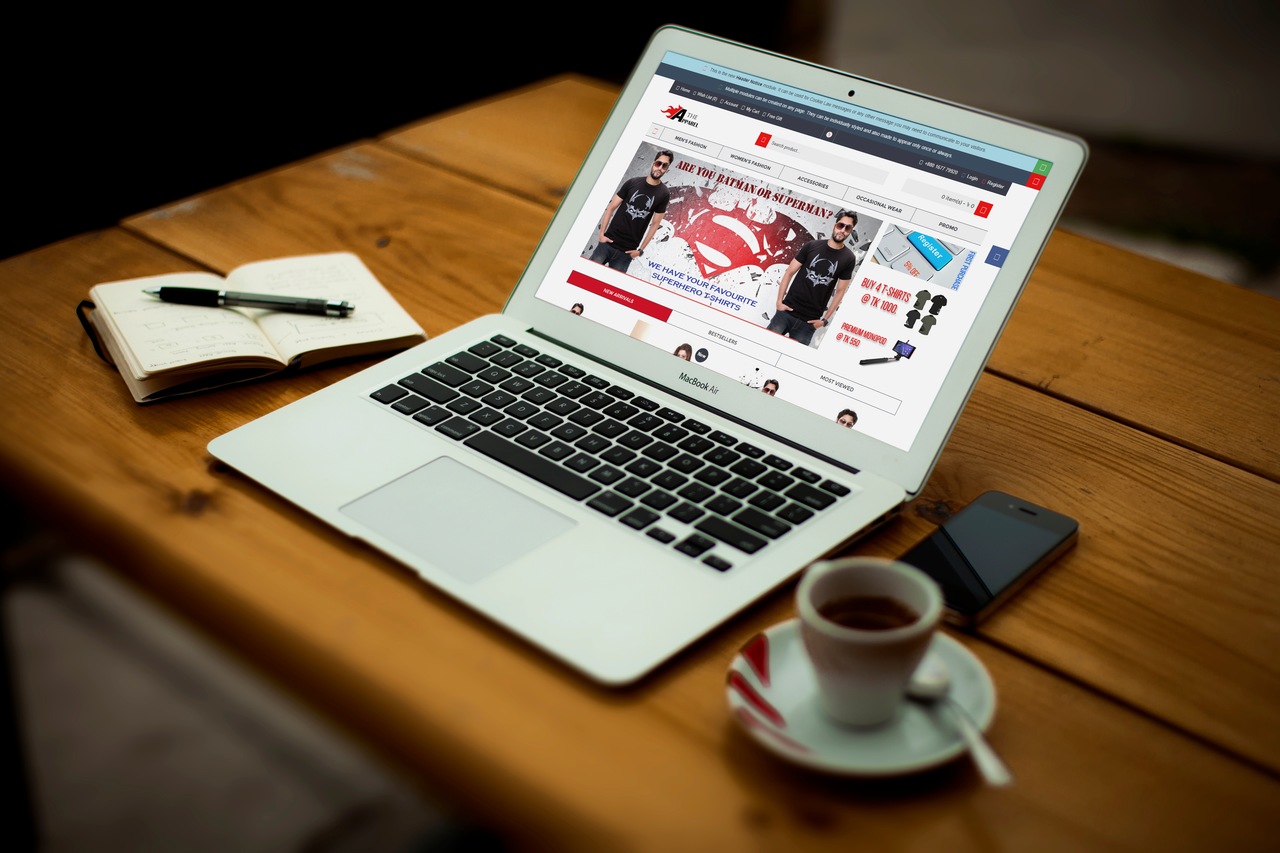 This is the new Header Notice module. It can be used for Cookie Law messages or any other message you may need to communicate to your visitors.
Multiple modules can be created on any page. They can be individually styled and also made to appear only once or always.
Home Wish List (0) Account My Cart Free Gift
+880 1677 78920 Login Register
THE
APPAREL
Search product
0 item(s) - ৳ 0
MEN'S FASHION WOMEN'S FASHION ACCESSORIES OCCASIONAL WEAR PROMO
ARE YOU BATMAN OR SUPERMAN?
WE HAVE YOUR FAVOURITE
SUPERHERO T-SHIRTS
Register
5% OFF
FIRST PURCHASE
BUY 4 T-SHIRTS
@ TK 1000.
PREMIUM MONOPOD
@ TK 550
NEW ARRIVALS BESTSELLERS MOST VIEWED
MacBook Air